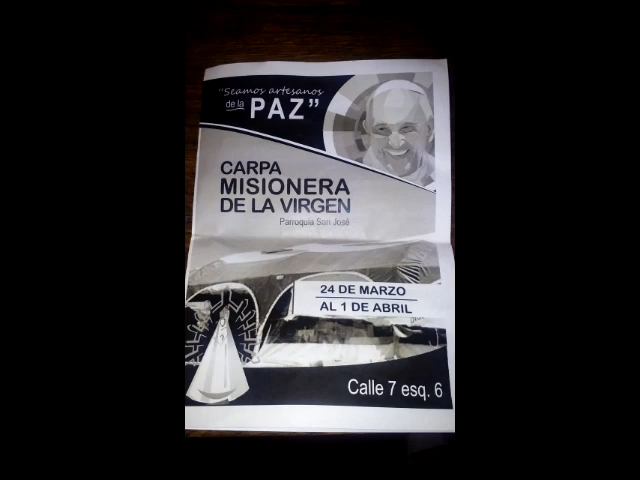 "Seamos artesanos
de la PAZ"
CARPA
MISIONERA
DE LA VIRGEN
Parroquia San José
24 DE MARZO
AL 1 DE ABRIL
Calle 7 esq. 6